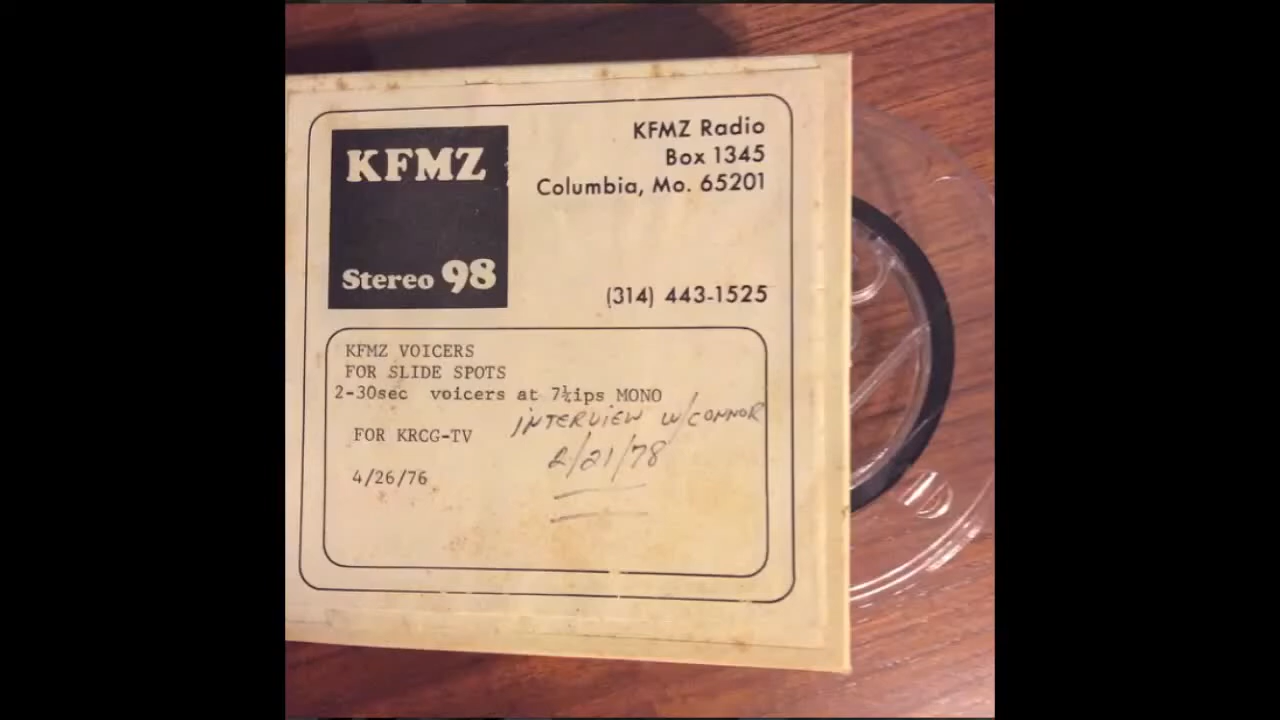 KFMZ
Stereo 98
KFMZ Radio
Box 1345
Columbia, Mo. 65201
(314) 443-1525
KFMZ VOICERS
FOR SLIDE SPOTS
2-30sec voicers at 7½ips MONO
FOR KRCG-TV
4/26/76
INTERVIEW W/CONNOR
2/21/78